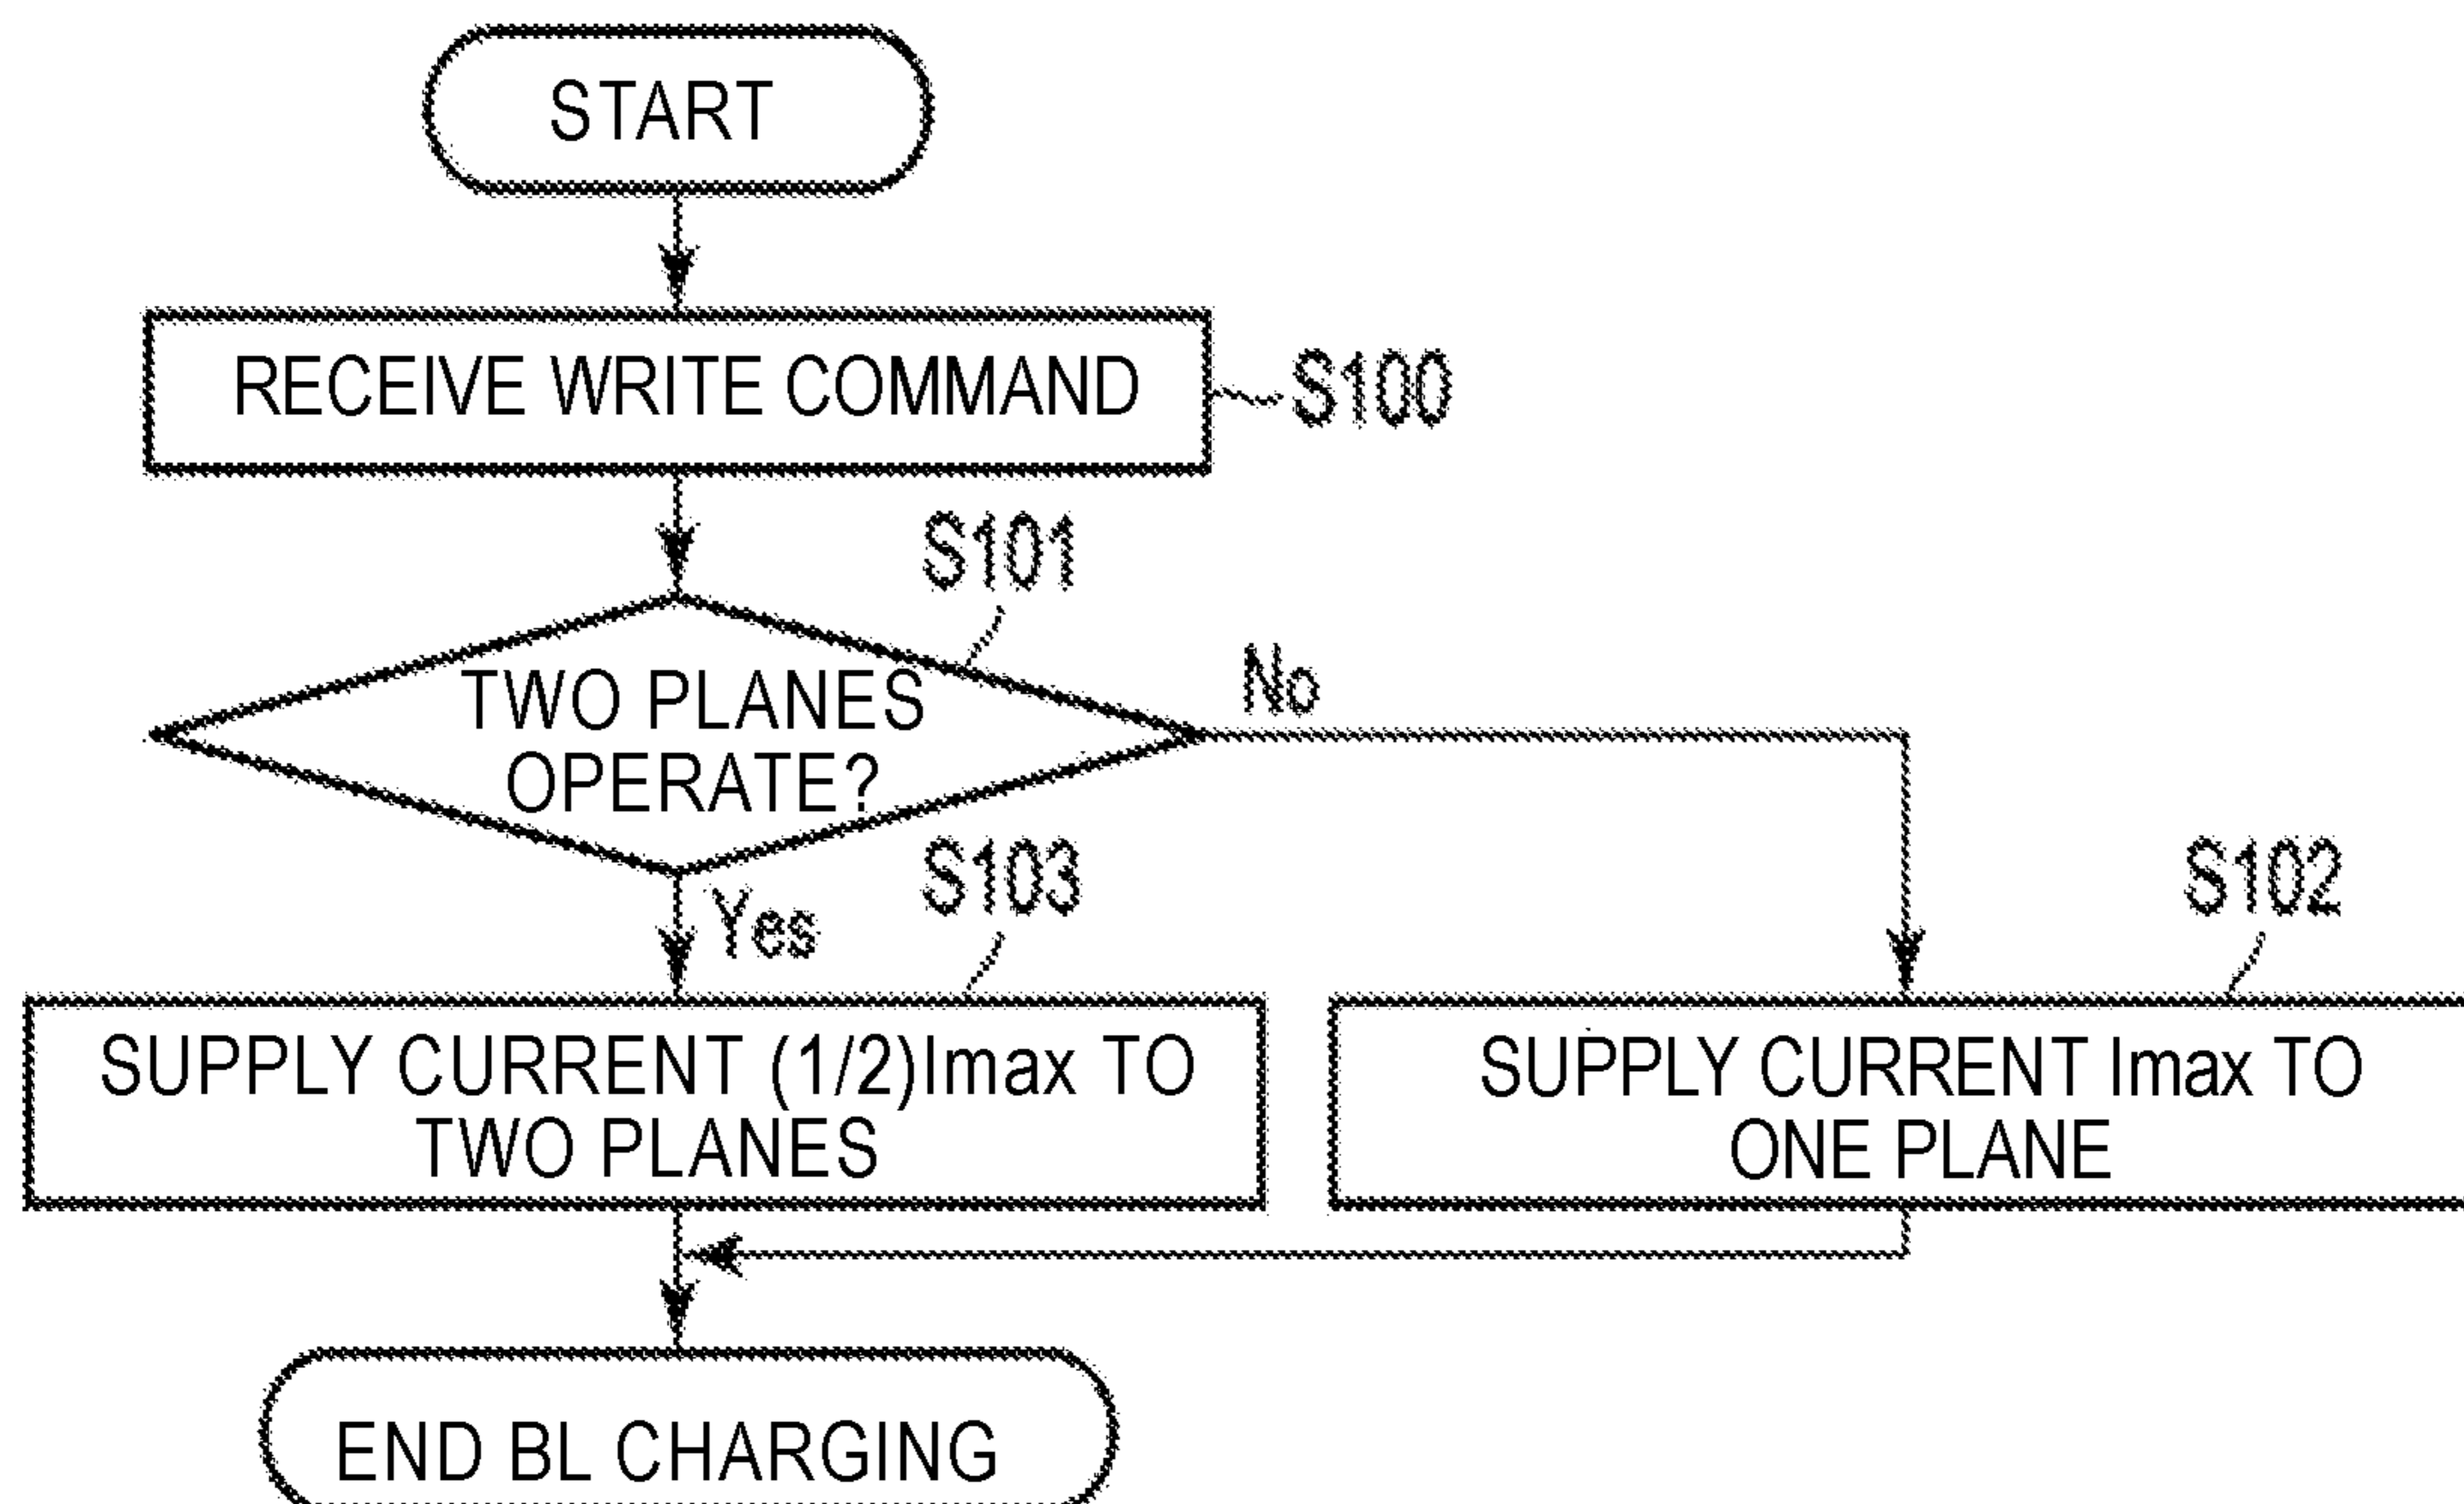 START
RECEIVE WRITE COMMAND
S100
S101
TWO PLANES
OPERATE?
No
Yes
S103
S102
SUPPLY CURRENT (1/2)Imax TO
TWO PLANES
SUPPLY CURRENT Imax TO
ONE PLANE
END BL CHARGING